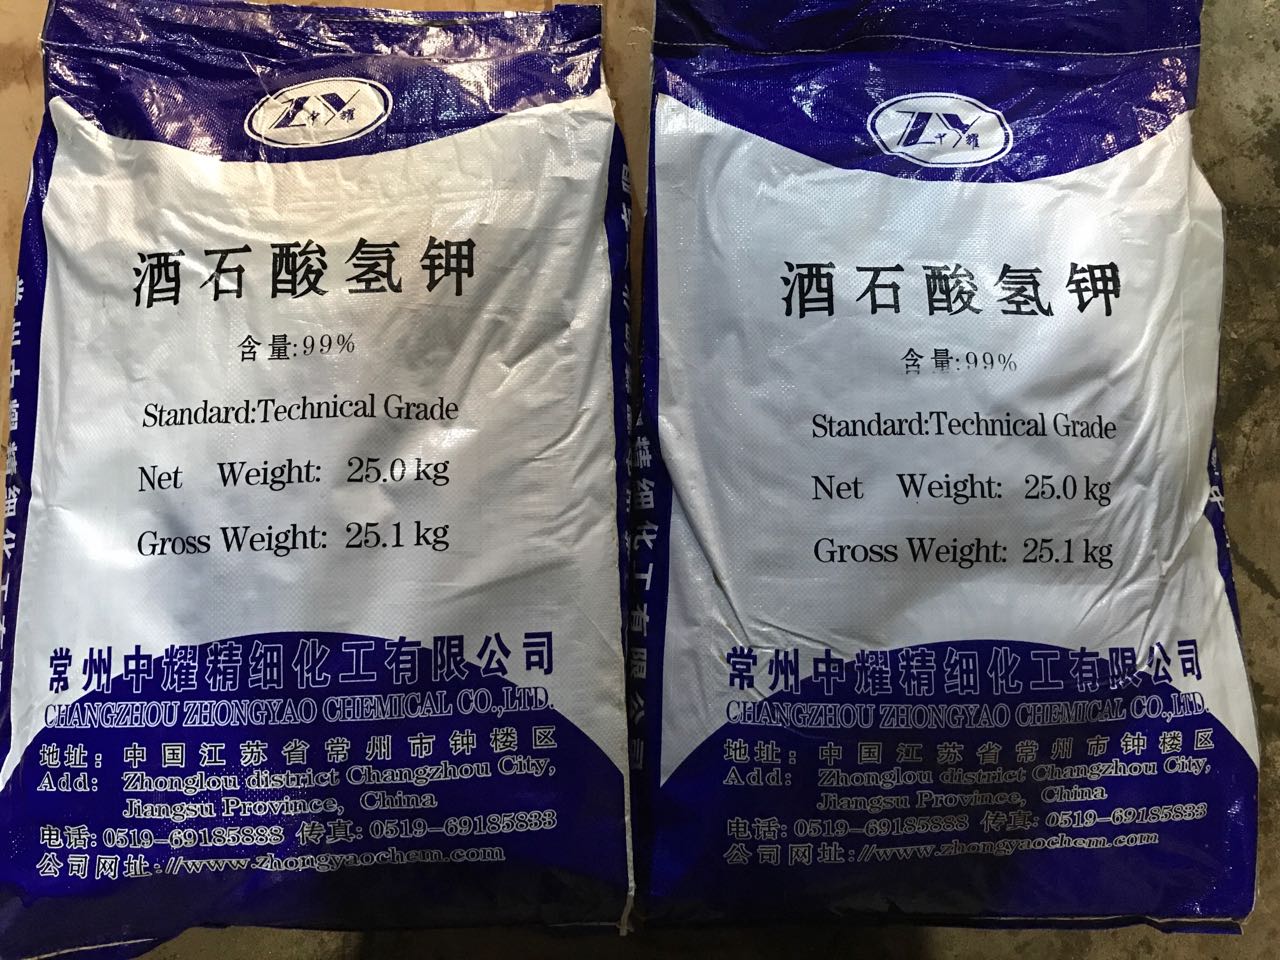 ZY
中 耀
酒石酸氢钾
含量:99%
Standard:Technical Grade
Net Weight: 25.0 kg
Gross Weight: 25.1 kg
常州中耀精细化工有限公司
CHANGZHOU ZHONGYAO CHEMICAL CO.,LTD.
地址: 中国江苏省常州市钟楼区
Add: Zhonglou district Changzhou City,
Jiangsu Province, China
电话: 0519-69185888 传真: 0519-69185833
公司网址://www.zhongyaochem.com
ZY
中 耀
酒石酸氢钾
含量:99%
Standard:Technical Grade
Net Weight: 25.0 kg
Gross Weight: 25.1 kg
常州中耀精细化工有限公司
CHANGZHOU ZHONGYAO CHEMICAL CO.,LTD.
地址: 中国江苏省常州市钟楼区
Add: Zhonglou district Changzhou City,
Jiangsu Province, China
电话: 0519-69185888 传真: 0519-69185833
公司网址://www.zhongyaochem.com